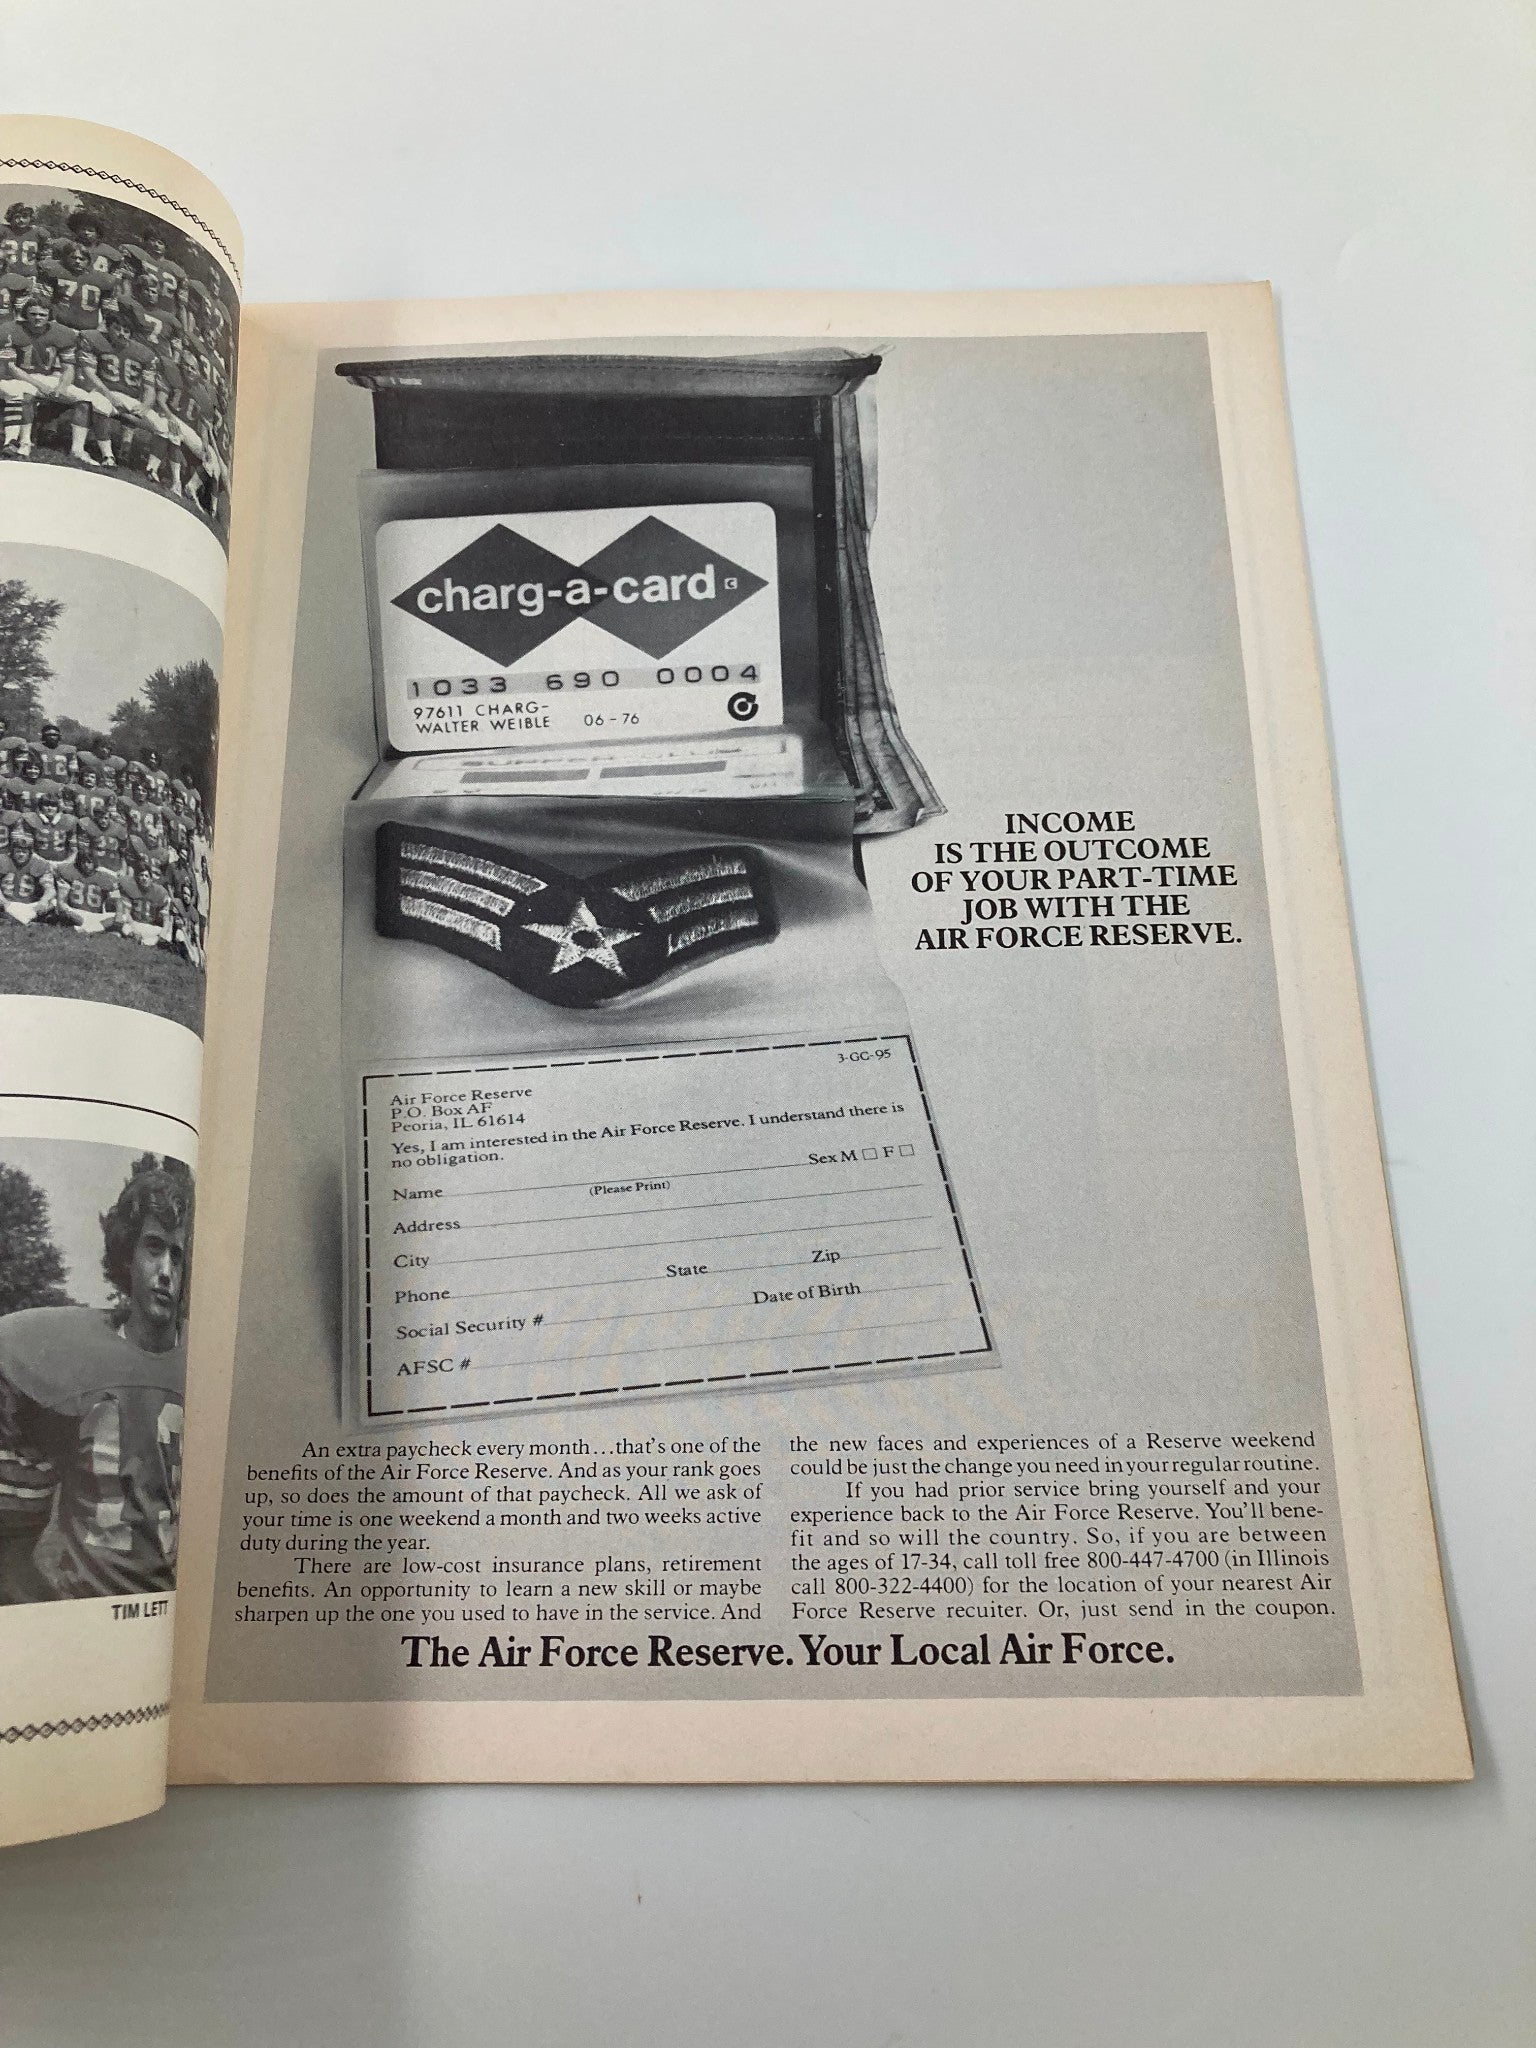 charg-a-card
1033 690 0004
97611 CHARG-
WALTER WEIBLE 06-76
INCOME
IS THE OUTCOME
OF YOUR PART-TIME
JOB WITH THE
AIR FORCE RESERVE.
3-GC-95
Air Force Reserve
P.O. Box AF
Peoria, IL 61614
Yes, I am interested in the Air Force Reserve. I understand there is
no obligation.
Sex M □ F □
Name
(Please Print)
Address
City
State Zip
Phone
Date of Birth
Social Security #
AFSC #
An extra paycheck every month...that's one of the
benefits of the Air Force Reserve. And as your rank goes
up, so does the amount of that paycheck. All we ask of
your time is one weekend a month and two weeks active
duty during the year.
There are low-cost insurance plans, retirement
benefits. An opportunity to learn a new skill or maybe
sharpen up the one you used to have in the service. And
the new faces and experiences of a Reserve weekend
could be just the change you need in your regular routine.
If you had prior service bring yourself and your
experience back to the Air Force Reserve. You'll bene-
fit and so will the country. So, if you are between
the ages of 17-34, call toll free 800-447-4700 (in Illinois
call 800-322-4400) for the location of your nearest Air
Force Reserve recuiter. Or, just send in the coupon.
The Air Force Reserve. Your Local Air Force.
TIM LETT
30
70
11
36
52
86